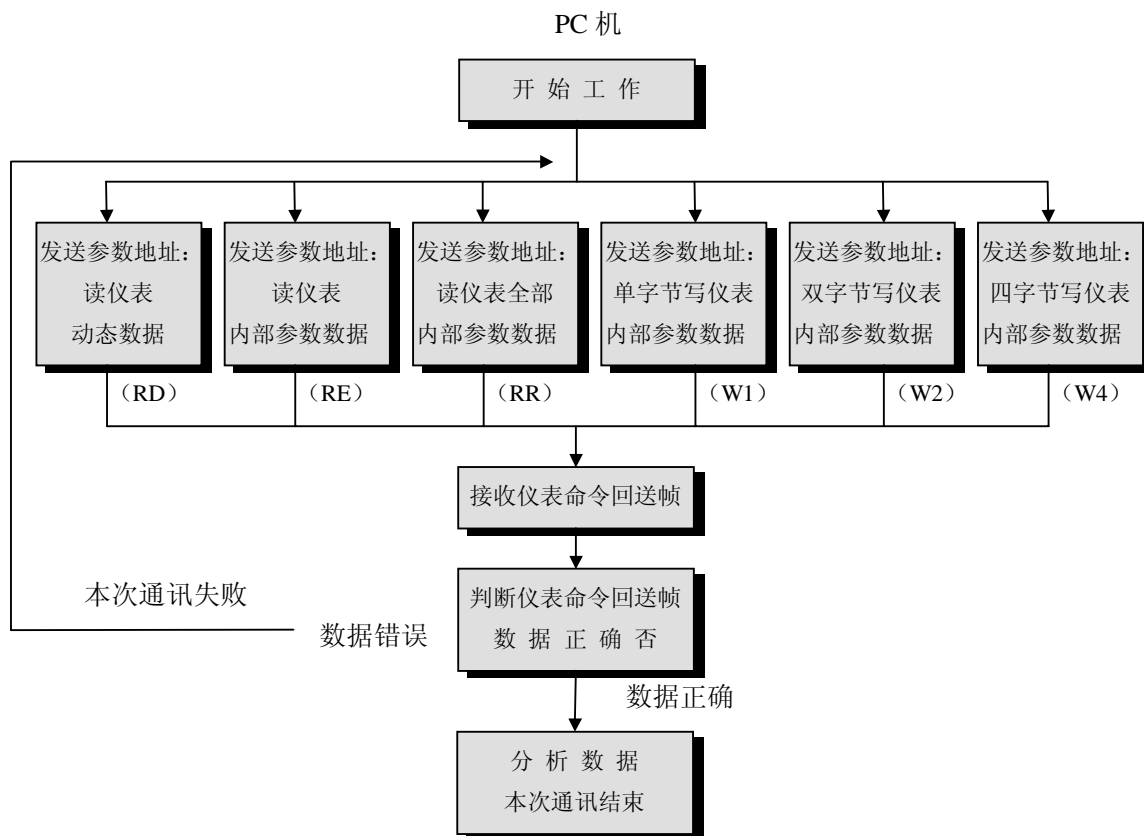 PC 机
开 始 工 作
发送参数地址：
读仪表
动态数据
发送参数地址：
读仪表
内部参数数据
发送参数地址：
读仪表全部
内部参数数据
发送参数地址：
单字节写仪表
内部参数数据
发送参数地址：
双字节写仪表
内部参数数据
发送参数地址：
四字节写仪表
内部参数数据
（RD）
（RE）
（RR）
（W1）
（W2）
（W4）
接收仪表命令回送帧
本次通讯失败
判断仪表命令回送帧
数 据 正 确 否
数据错误
数据正确
分 析 数 据
本次通讯结束